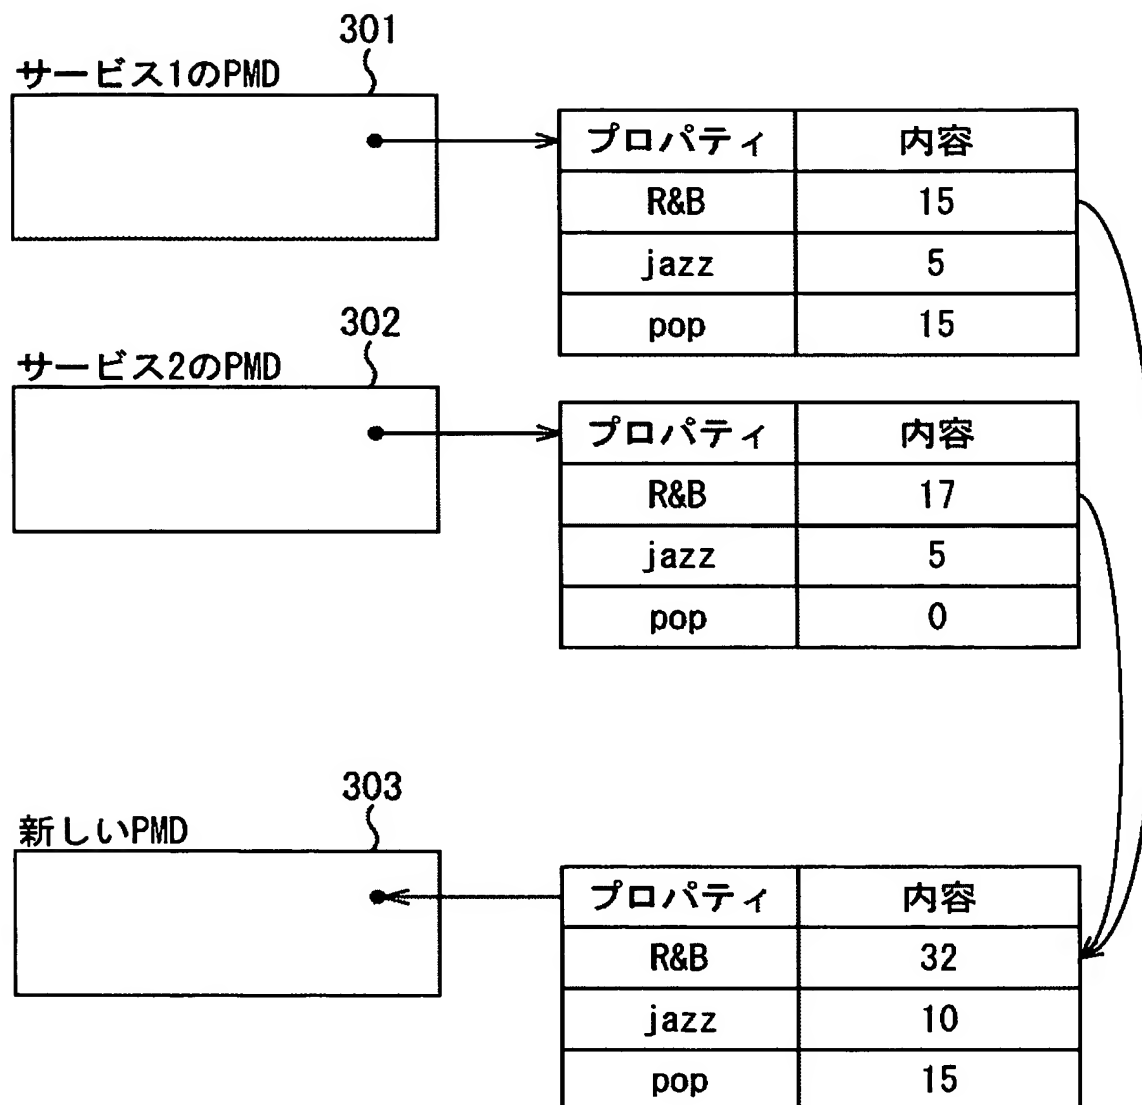 301
サービス1のPMD
プロパティ 内容
R&B 15
jazz 5
pop 15
302
サービス2のPMD
プロパティ 内容
R&B 17
jazz 5
pop 0
303
新しいPMD
プロパティ 内容
R&B 32
jazz 10
pop 15